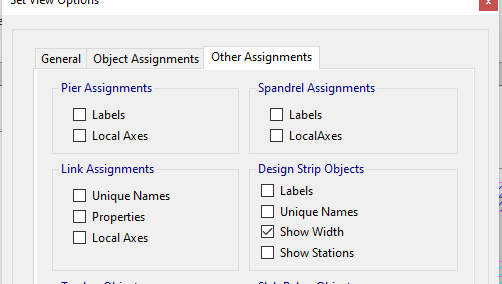 Set View Options
General Object Assignments Other Assignments
Pier Assignments
Labels
Local Axes
Spandrel Assignments
Labels
LocalAxes
Link Assignments
Unique Names
Properties
Local Axes
Design Strip Objects
Labels
Unique Names
Show Width
Show Stations